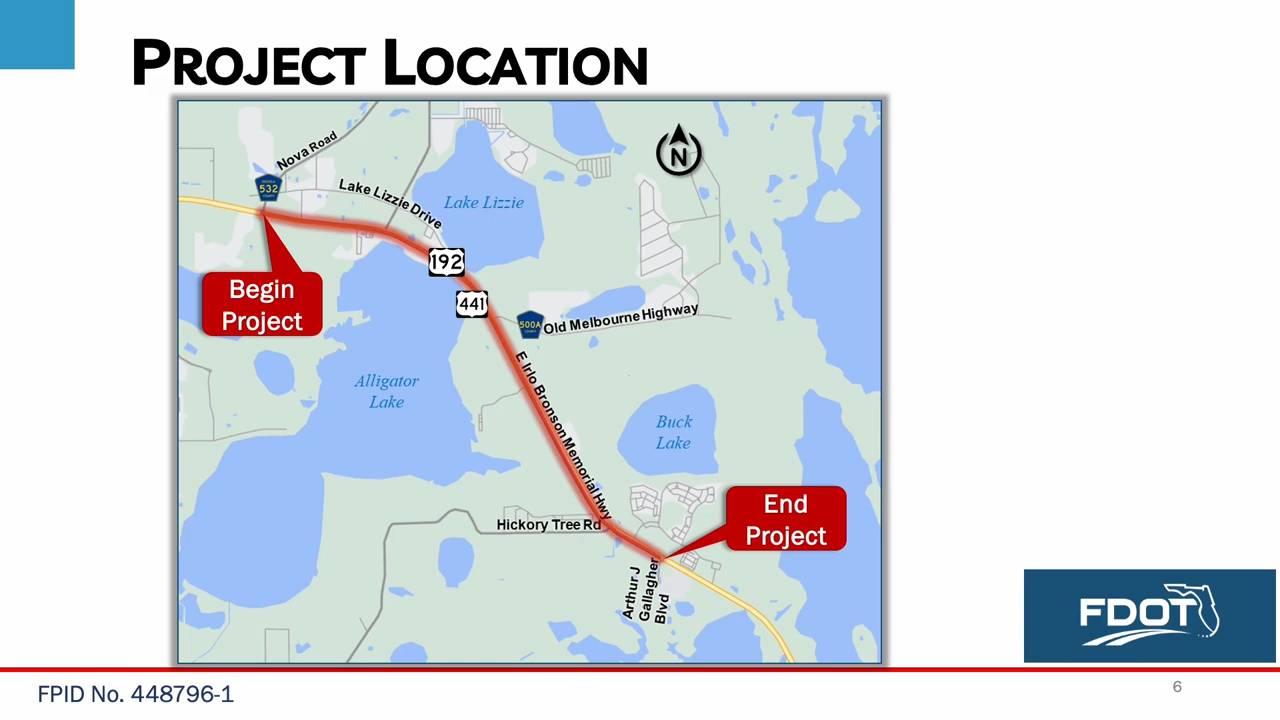 PROJECT LOCATION
N
Nova Road
532
Lake Lizzie Drive
Lake Lizzie
192
Begin
Project
441
500A
Old Melbourne Highway
E Irlo Bronson Memorial Hwy
Alligator
Lake
Buck
Lake
End
Project
Hickory Tree Rd
Arthur J
Gallagher
Blvd
FDOT
FPID No. 448796-1
6